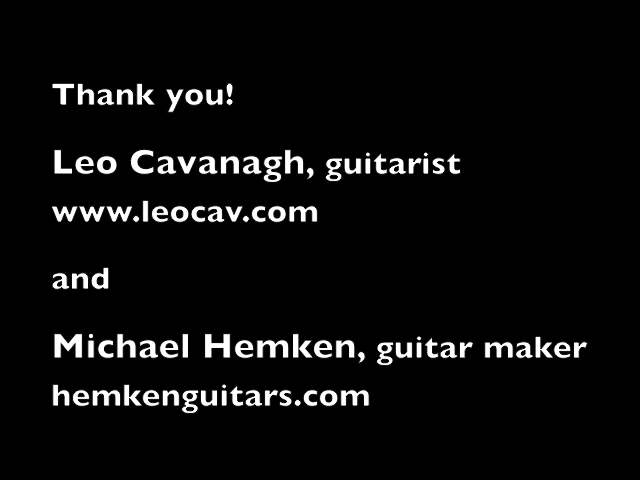 Thank you!
Leo Cavanagh, guitarist
www.leocav.com
and
Michael Hemken, guitar maker
hemkenguitars.com